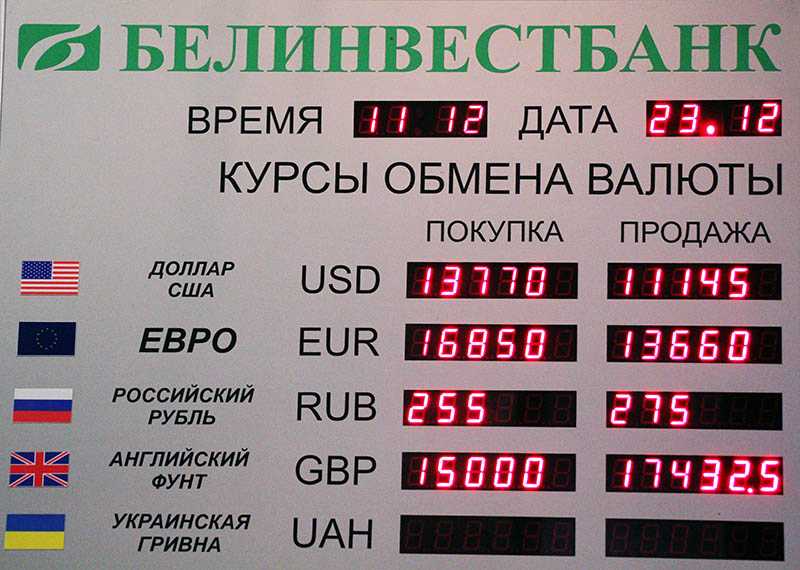 БЕЛИНВЕСТБАНК
ВРЕМЯ 11 12 ДАТА 23.12
КУРСЫ ОБМЕНА ВАЛЮТЫ
ПОКУПКА ПРОДАЖА
ДОЛЛАР США USD 13770 11145
ЕВРО EUR 16850 13660
РОССИЙСКИЙ РУБЛЬ RUB 255 275
АНГЛИЙСКИЙ ФУНТ GBP 15000 17432.5
УКРАИНСКАЯ ГРИВНА UAH